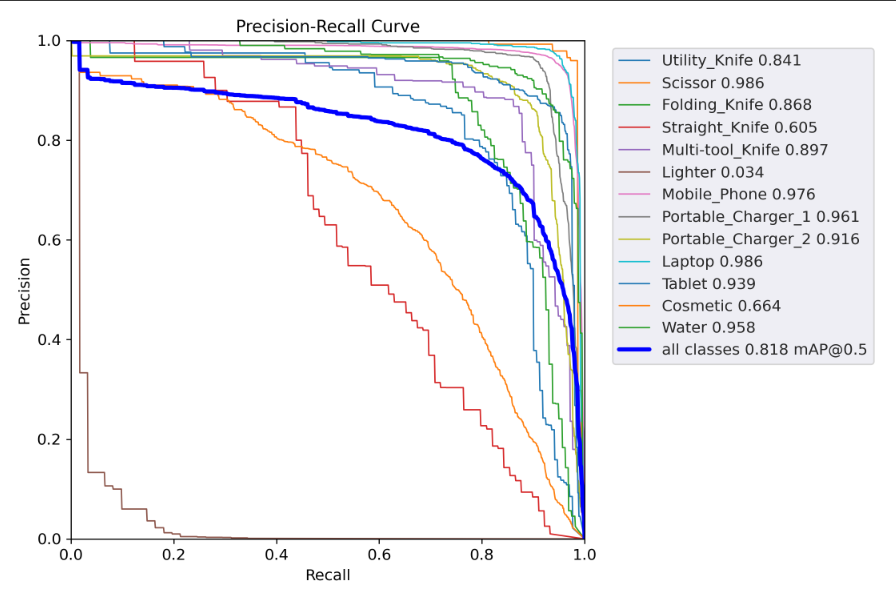 Precision-Recall Curve
1.0
0.8
0.6
0.4
0.2
0.0
Precision
0.0 0.2 0.4 0.6 0.8 1.0
Recall
Utility_Knife 0.841
Scissor 0.986
Folding_Knife 0.868
Straight_Knife 0.605
Multi-tool_Knife 0.897
Lighter 0.034
Mobile_Phone 0.976
Portable_Charger_1 0.961
Portable_Charger_2 0.916
Laptop 0.986
Tablet 0.939
Cosmetic 0.664
Water 0.958
all classes 0.818 mAP@0.5